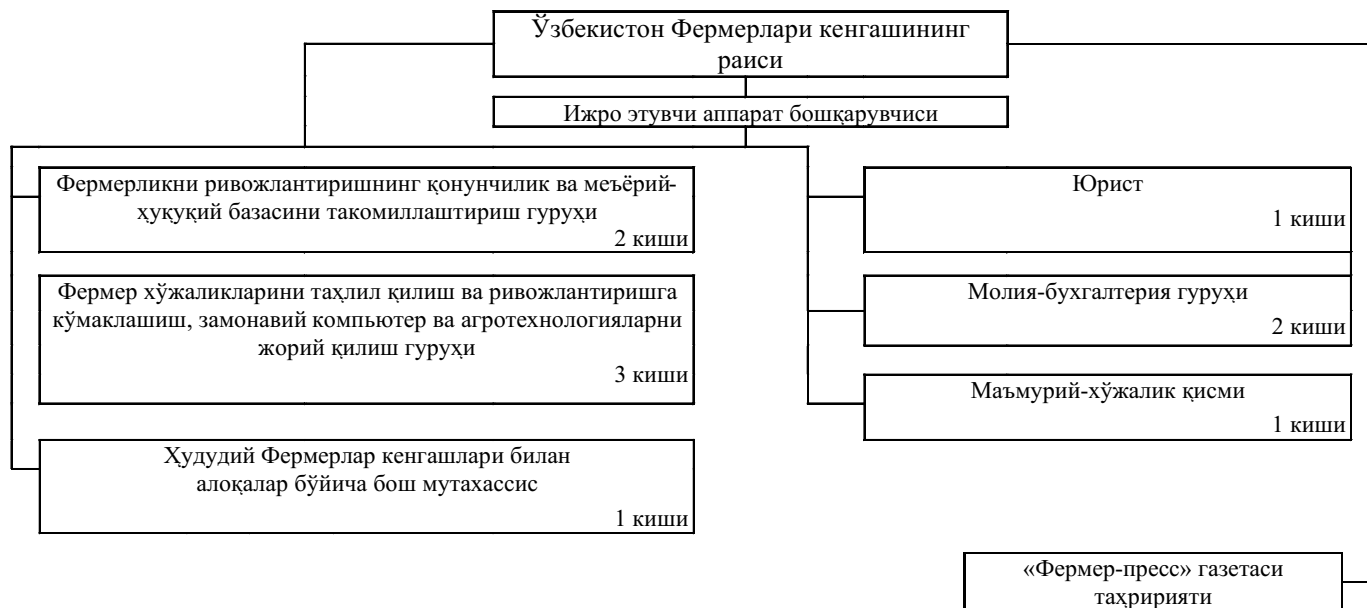 Ўзбекистон Фермерлари кенгашининг
раиси
Ижро этувчи аппарат бошқарувчиси
Фермерликни ривожлантиришнинг қонунчилик ва меъёрий-
ҳуқуқий базасини такомиллаштириш гуруҳи
2 киши
Фермер хўжаликларини таҳлил қилиш ва ривожлантиришга
кўмаклашиш, замонавий компьютер ва агротехнологияларни
жорий қилиш гуруҳи
3 киши
Ҳудудий Фермерлар кенгашлари билан
алоқалар бўйича бош мутахассис
1 киши
Юрист
1 киши
Молия-бухгалтерия гуруҳи
2 киши
Маъмурий-хўжалик қисми
1 киши
«Фермер-пресс» газетаси
таҳририяти